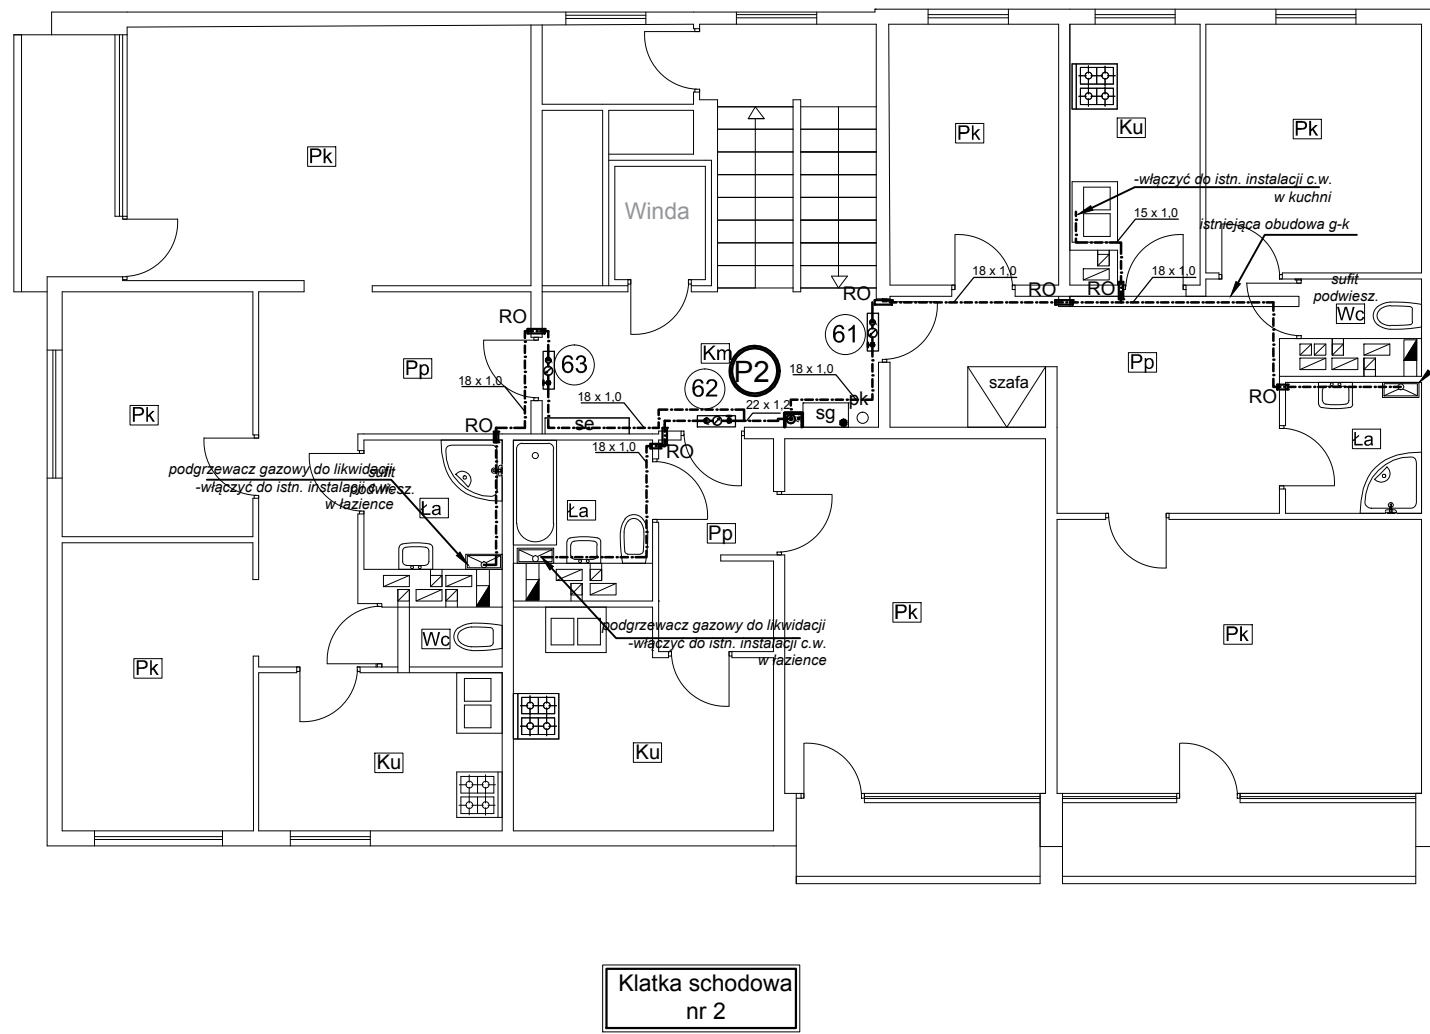 Pk
Winda
Pk
Ku
Pk
-włączyć do istn. instalacji c.w.
w kuchni
15 x 1,0
istniejąca obudowa g-k
18 x 1,0
18 x 1,0
sufit
podwiesz.
Wc
RO
RO
RO
RO
61
63
Km
P2
62
18 x 1,0
pk
sg
22 x 1,2
18 x 1,0
se
18 x 1,0
Pp
18 x 1,0
RO
RO
Pp
szafa
RO
Ła
Pk
podgrzewacz gazowy do likwidacji
-włączyć do istn. instalacji c.w.
w łazience
sufit
podwiesz.
Ła
Ła
Pp
Pk
Pk
Pk
Wc
podgrzewacz gazowy do likwidacji
-włączyć do istn. instalacji c.w.
w łazience
Ku
Ku
Klatka schodowa
nr 2